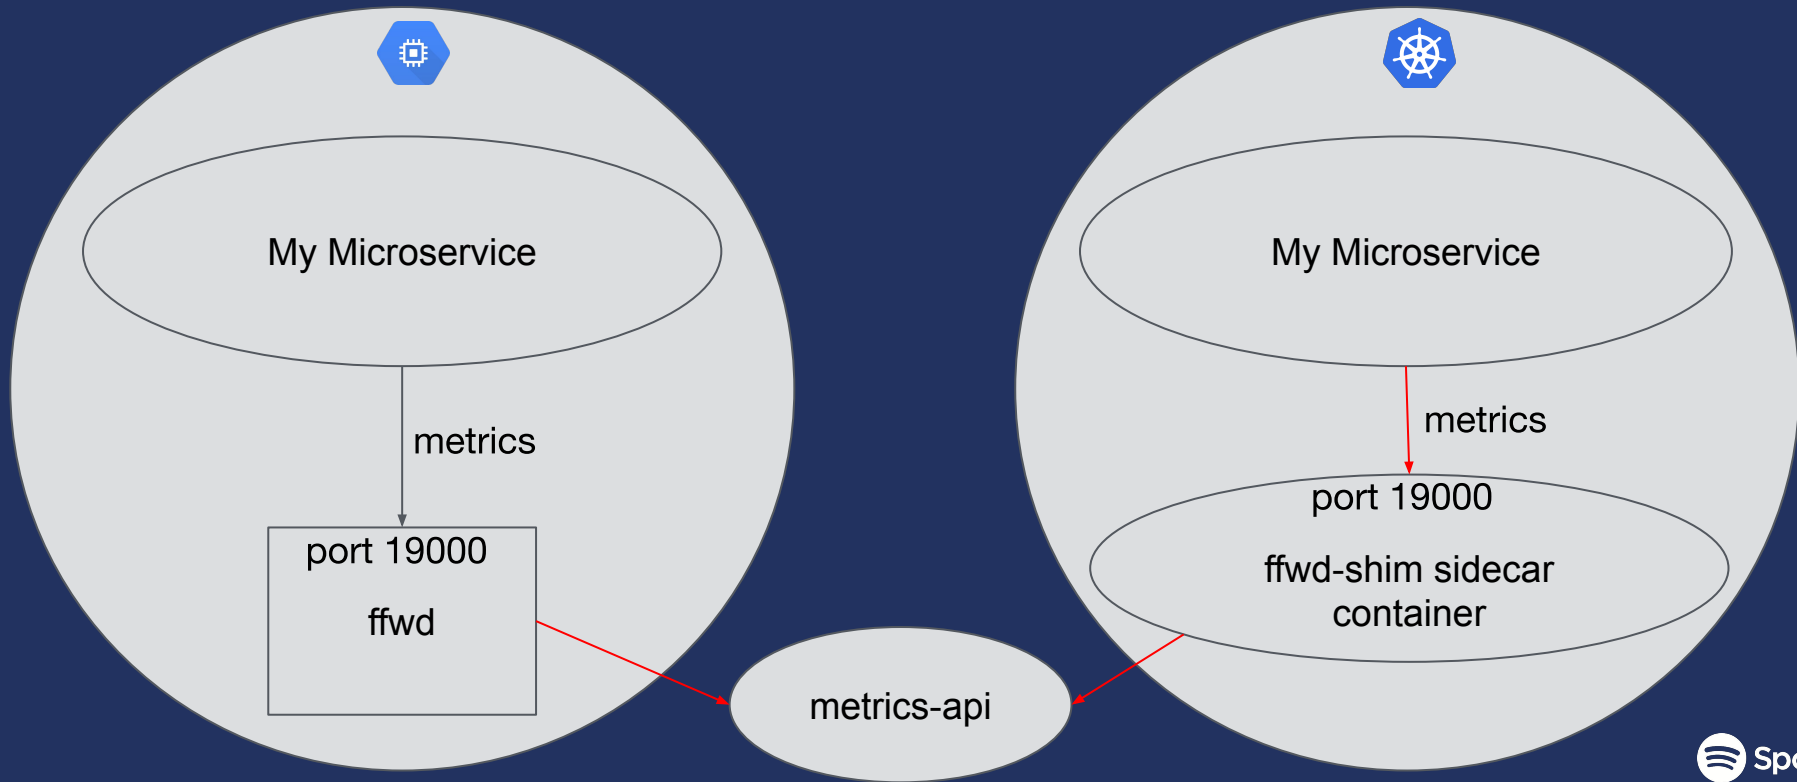 My Microservice
metrics
port 19000
ffwd
My Microservice
metrics
port 19000
ffwd-shim sidecar
container
metrics-api